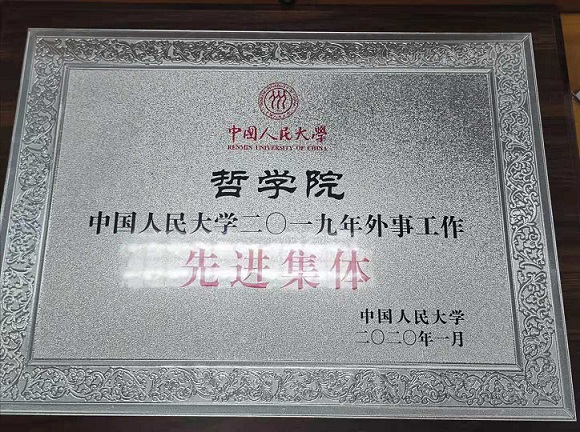 中国人民大学
RENMIN UNIVERSITY OF CHINA
哲学院
中国人民大学二〇一九年外事工作
先进集体
中国人民大学
二〇二〇年一月